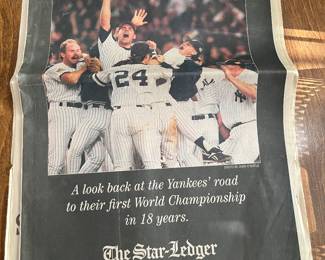 24
A look back at the Yankees' road
to their first World Championship
in 18 years.
The Star-Ledger